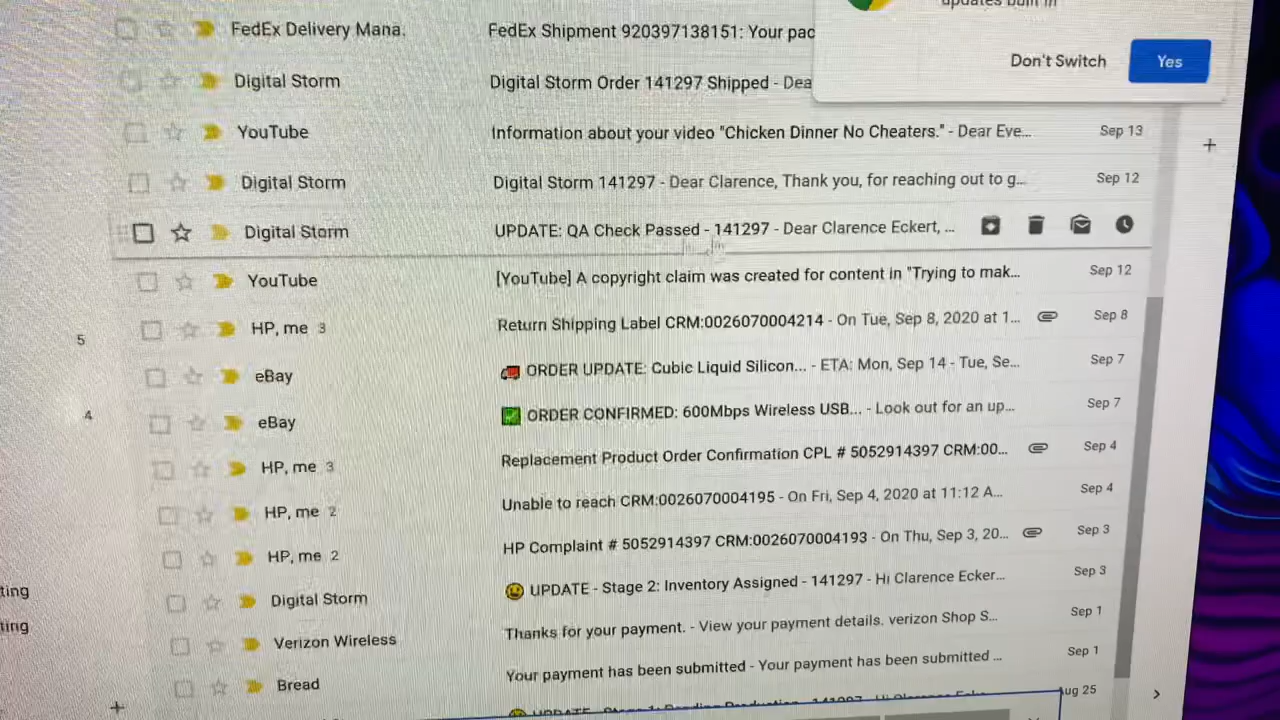 updates built in
Don't Switch Yes
FedEx Delivery Mana. FedEx Shipment 920397138151: Your pac
Digital Storm Digital Storm Order 141297 Shipped - Dea
YouTube Information about your video "Chicken Dinner No Cheaters." - Dear Eve... Sep 13
Digital Storm Digital Storm 141297 - Dear Clarence, Thank you, for reaching out to g... Sep 12
Digital Storm UPDATE: QA Check Passed - 141297 - Dear Clarence Eckert, ...
YouTube [YouTube] A copyright claim was created for content in "Trying to mak... Sep 12
5 HP, me 3 Return Shipping Label CRM:0026070004214 - On Tue, Sep 8, 2020 at 1... Sep 8
eBay ORDER UPDATE: Cubic Liquid Silicon... - ETA: Mon, Sep 14 - Tue, Se... Sep 7
4 eBay ORDER CONFIRMED: 600Mbps Wireless USB... - Look out for an up... Sep 7
HP, me 3 Replacement Product Order Confirmation CPL # 5052914397 CRM:00... Sep 4
HP, me 2 Unable to reach CRM:0026070004195 - On Fri, Sep 4, 2020 at 11:12 A... Sep 4
HP, me 2 HP Complaint # 5052914397 CRM:0026070004193 - On Thu, Sep 3, 20... Sep 3
Digital Storm UPDATE - Stage 2: Inventory Assigned - 141297 - Hi Clarence Ecker... Sep 3
ting
Verizon Wireless Thanks for your payment. - View your payment details. verizon Shop S... Sep 1
ting
Bread Your payment has been submitted - Your payment has been submitted ... Sep 1
UPDATE - Stage 1: Pending Production - 141297 - Hi Clarence Aug 25